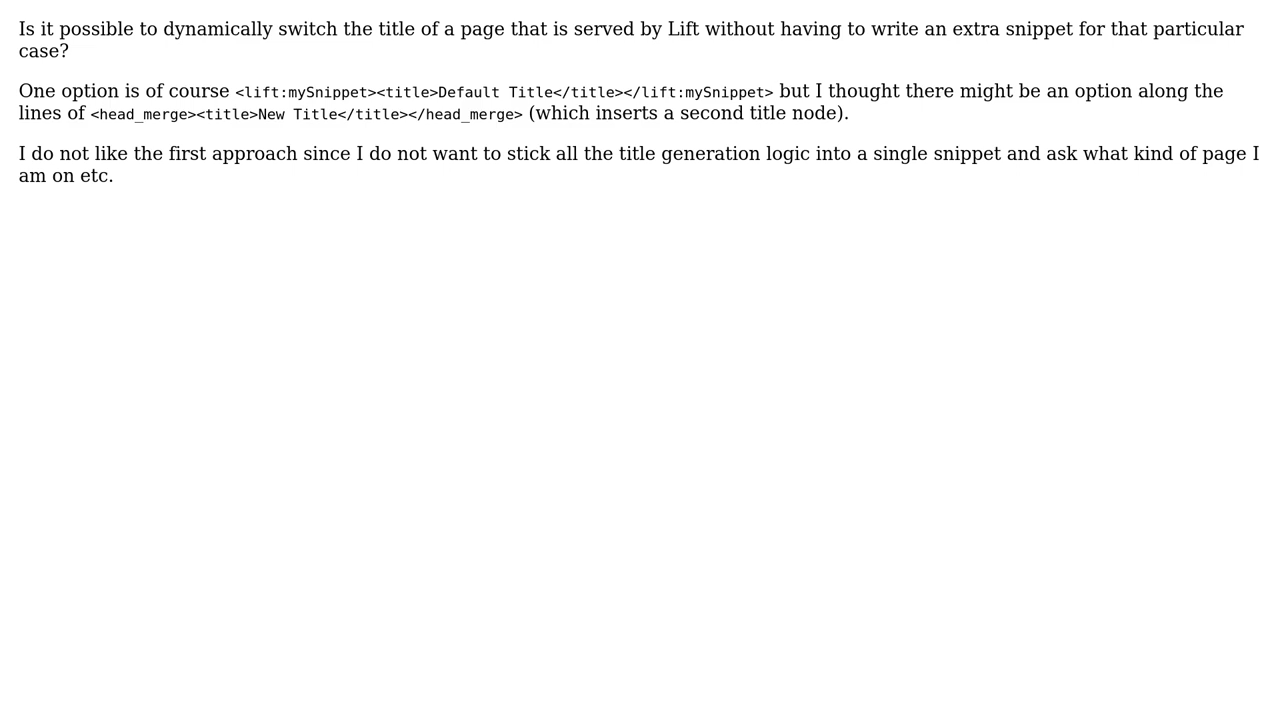 Is it possible to dynamically switch the title of a page that is served by Lift without having to write an extra snippet for that particular
case?
One option is of course <lift:mySnippet><title>Default Title</title></lift:mySnippet> but I thought there might be an option along the
lines of <head_merge><title>New Title</title></head_merge> (which inserts a second title node).
I do not like the first approach since I do not want to stick all the title generation logic into a single snippet and ask what kind of page I
am on etc.